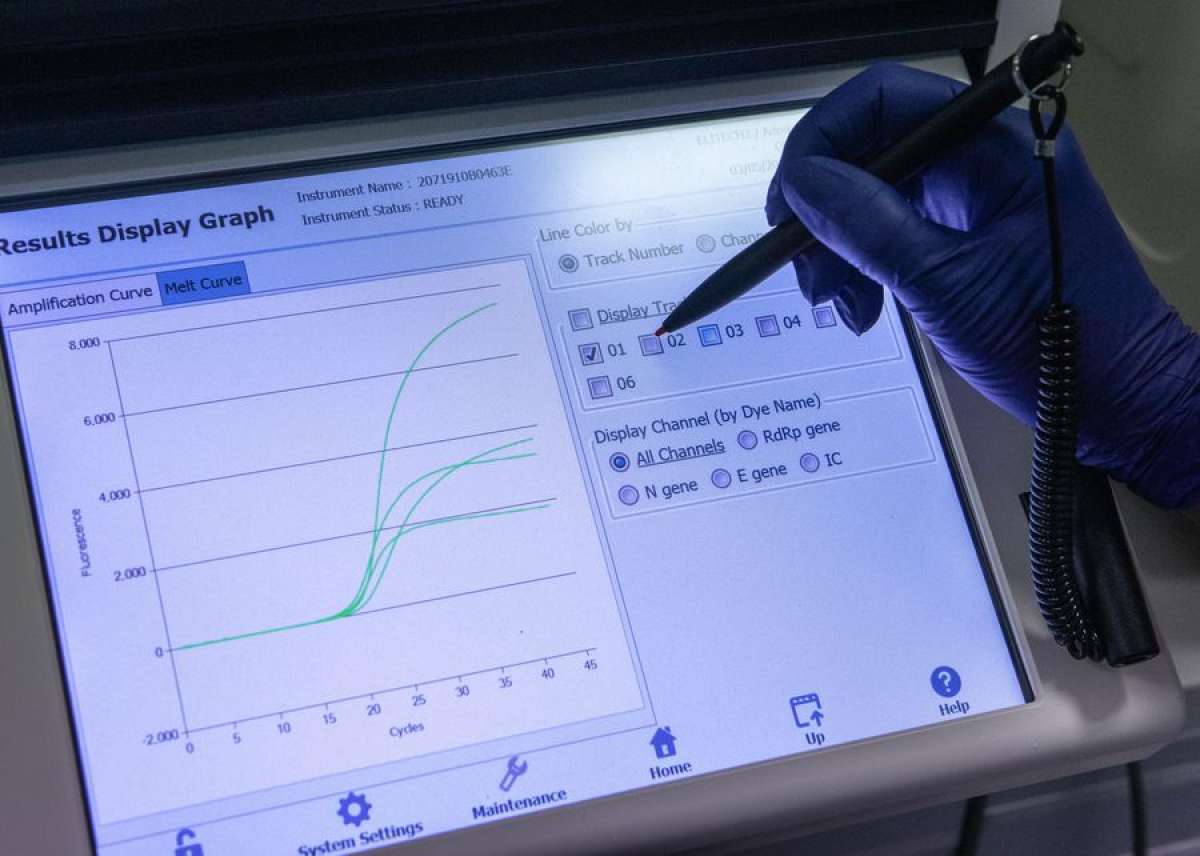 Results Display Graph
Instrument Name : 20719108O463E
Instrument Status : READY
Amplification Curve
Melt Curve
8,000
6,000
4,000
2,000
0
-2,000
Fluorescence
0 5 10 15 20 25 30 35 40 45
Cycles
Line Color by
Track Number
Display
01 02 03 04
06
Display Channel (by Dye Name)
All Channels RdRp gene
N gene E gene IC
System Settings
Maintenance
Home
Up
Help